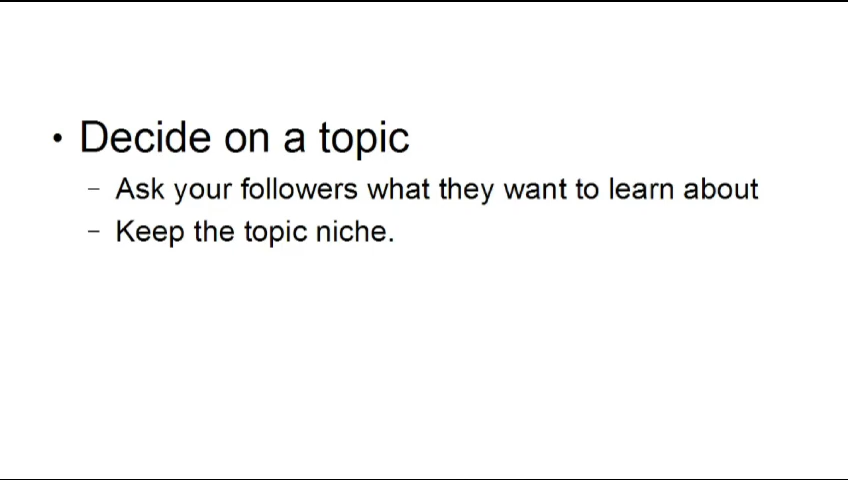 • Decide on a topic
– Ask your followers what they want to learn about
– Keep the topic niche.